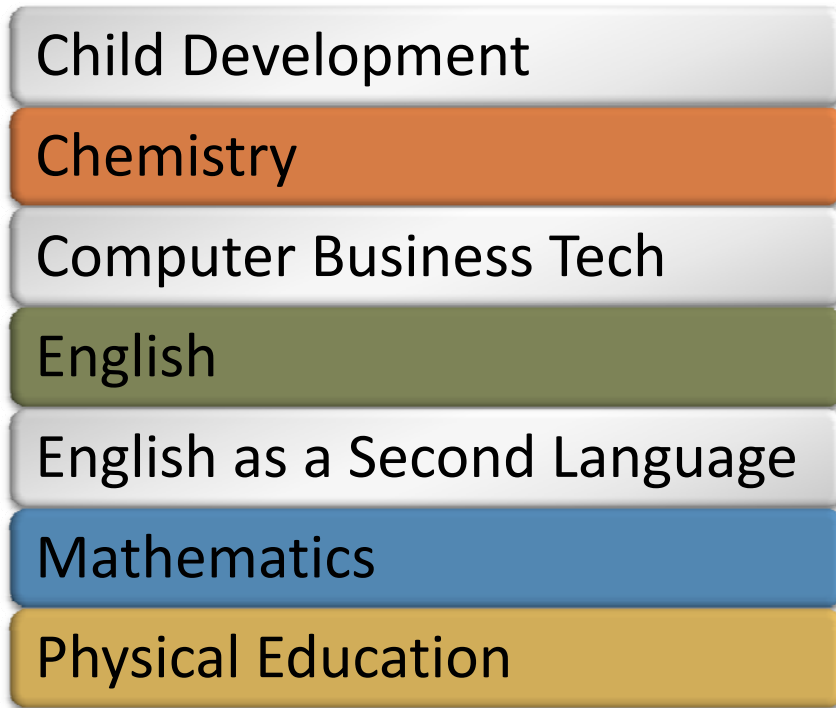 Child Development
Chemistry
Computer Business Tech
English
English as a Second Language
Mathematics
Physical Education